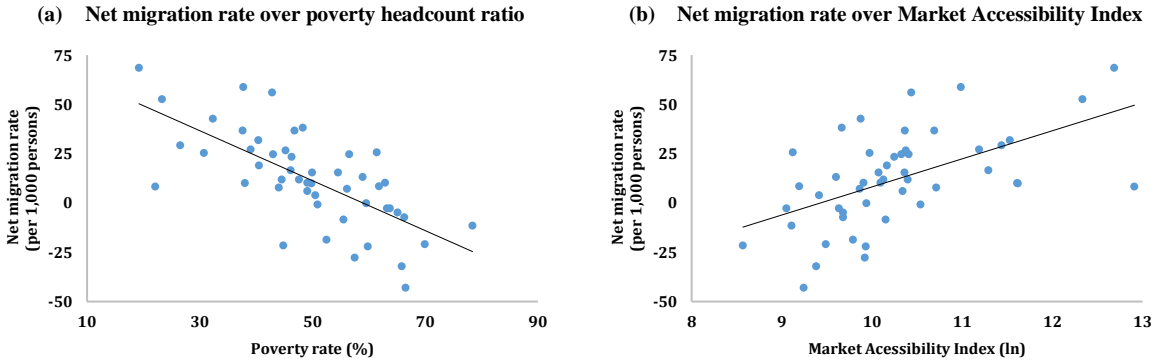 (a) Net migration rate over poverty headcount ratio
Net migration rate
(per 1,000 persons)
75
50
25
0
-25
-50
10 30 50 70 90
Poverty rate (%)
(b) Net migration rate over Market Accessibility Index
Net migration rate
(per 1,000 persons)
75
50
25
0
-25
-50
8 9 10 11 12 13
Market Acessibility Index (ln)